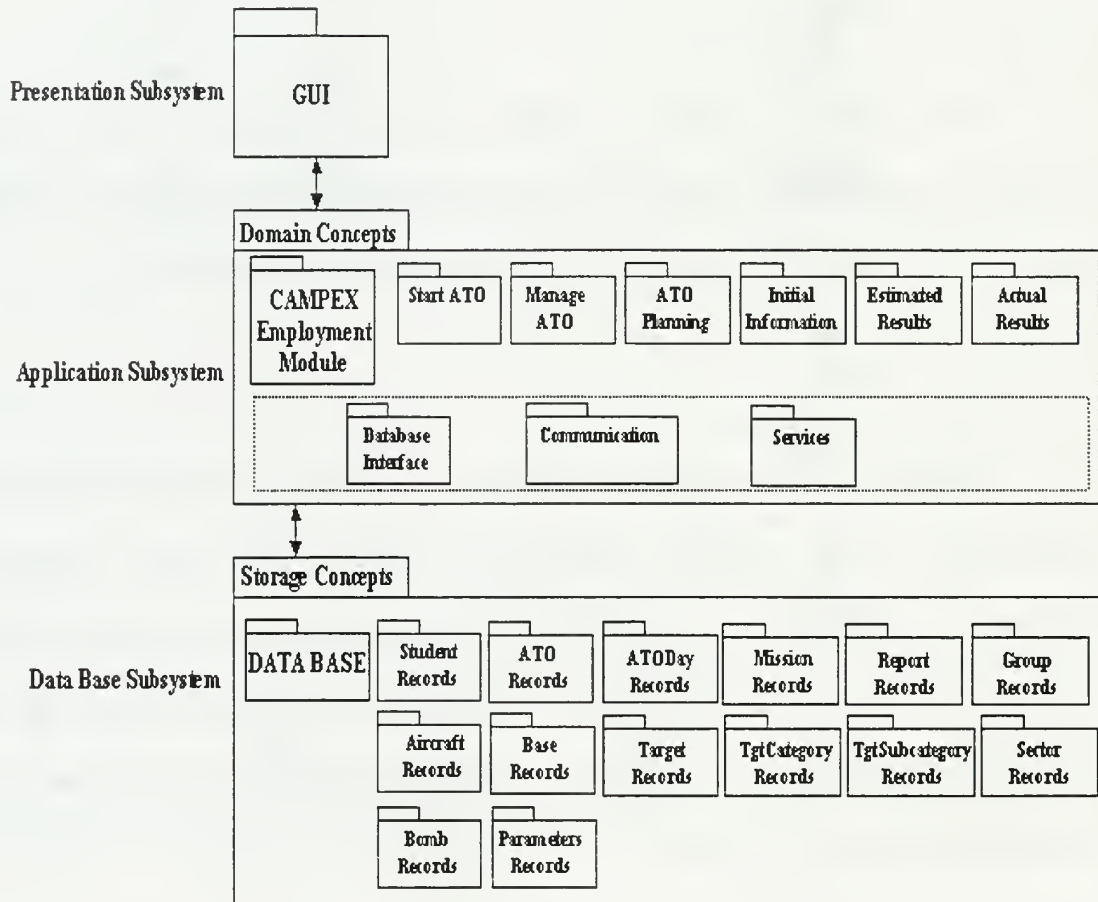 Presentation Subsystem
GUI
Domain Concepts
Application Subsystem
CAMPEX
Employment
Module
Start ATO
Manage
ATO
ATO
Planning
Initial
Information
Estimated
Results
Actual
Results
Database
Interface
Communication
Services
Storage Concepts
Data Base Subsystem
DATA BASE
Student
Records
ATO
Records
ATODay
Records
Mission
Records
Report
Records
Group
Records
Aircraft
Records
Base
Records
Target
Records
TgtCategory
Records
TgtSubcategory
Records
Sector
Records
Bomb
Records
Parameters
Records